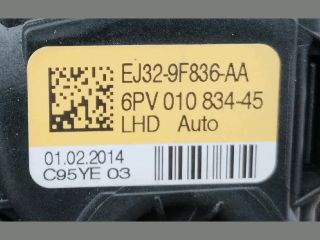 EJ32-9F836-AA
6PV 010 834-45
LHD Auto
01.02.2014
C95YE 03